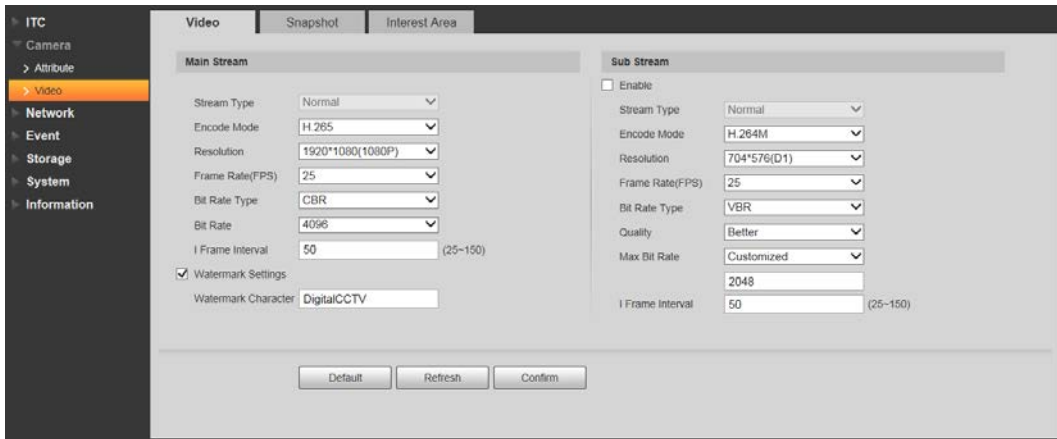 ITC
Camera
> Attribute
> Video
Network
Event
Storage
System
Information
Video
Snapshot
Interest Area
Main Stream
Stream Type Normal
Encode Mode H.265
Resolution 1920*1080(1080P)
Frame Rate(FPS) 25
Bit Rate Type CBR
Bit Rate 4096
I Frame Interval 50 (25~150)
Watermark Settings
Watermark Character DigitalCCTV
Sub Stream
Enable
Stream Type Normal
Encode Mode H.264M
Resolution 704*576(D1)
Frame Rate(FPS) 25
Bit Rate Type VBR
Quality Better
Max Bit Rate Customized
2048
I Frame Interval 50 (25~150)
Default Refresh Confirm